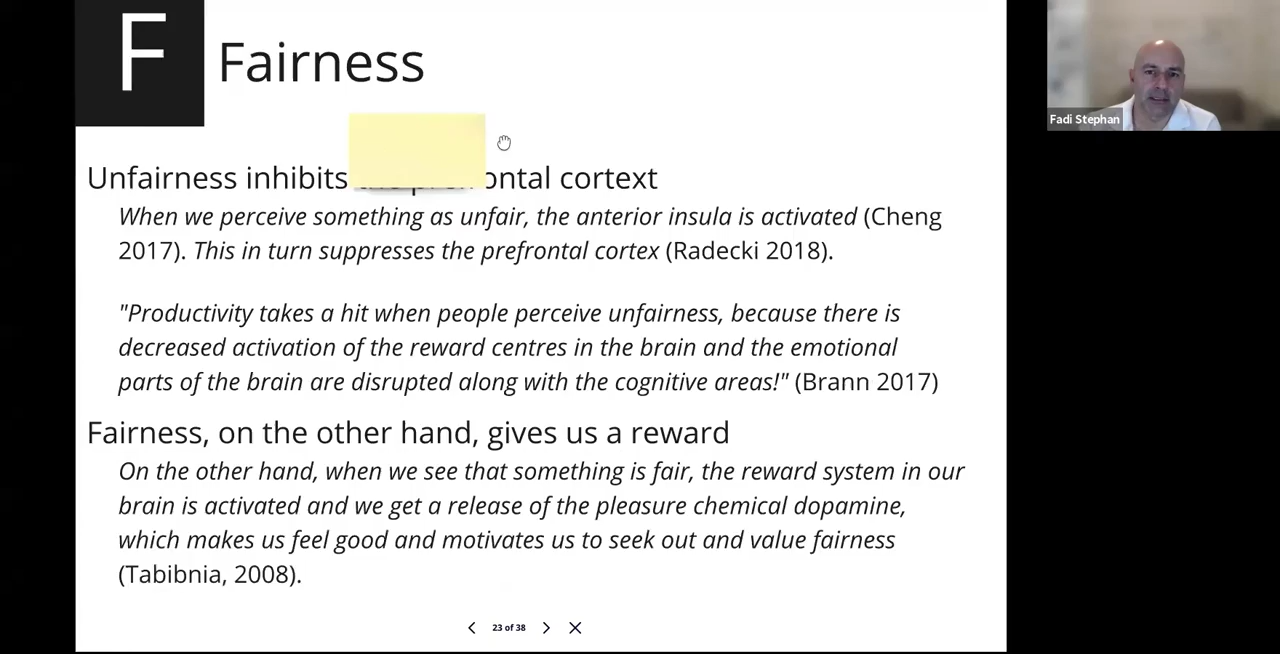 F Fairness
Unfairness inhibits the prefrontal cortex
When we perceive something as unfair, the anterior insula is activated (Cheng
2017). This in turn suppresses the prefrontal cortex (Radecki 2018).
"Productivity takes a hit when people perceive unfairness, because there is
decreased activation of the reward centres in the brain and the emotional
parts of the brain are disrupted along with the cognitive areas!" (Brann 2017)
Fairness, on the other hand, gives us a reward
On the other hand, when we see that something is fair, the reward system in our
brain is activated and we get a release of the pleasure chemical dopamine,
which makes us feel good and motivates us to seek out and value fairness
(Tabibnia, 2008).
23 of 38
Fadi Stephan